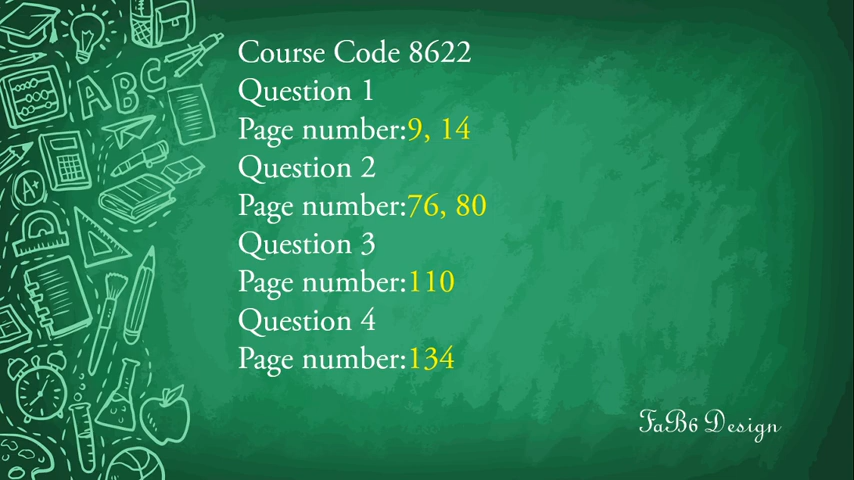 Course Code 8622
Question 1
Page number:9, 14
Question 2
Page number:76, 80
Question 3
Page number:110
Question 4
Page number:134
FaB6 Design
ABC
A+